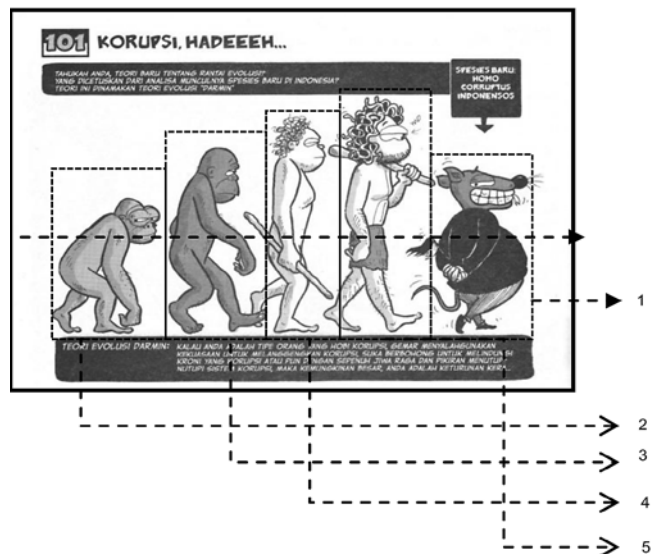 101 KORUPSI, HADEEEH...
TAHUKAH ANDA, TEORI BARU TENTANG RANTAI EVOLUSI?
YANG DICETUSKAN DARI ANALISA MUNCULNYA SPESIES BARU DI INDONESIA?
TEORI INI DINAMAKAN TEORI EVOLUSI "DARMIN"
SPESIES BARU:
HOMO
CORRUPTUS
INDONENSOS
1
TEORI EVOLUSI DARMIN: KALAU ANDA ADALAH TIPE ORANG YANG HOBI KORUPSI, GEMAR MENYALAHGUNAKAN
KEKUASAAN UNTUK MELANGGENGKAN KORUPSI, SUKA BERBOHONG UNTUK MELINDUNGI
KRONI YANG KORUPSI ATAU PUN DENGAN SEPENUH JIWA RAGA DAN PIKIRAN MENUTUP-
NUTUPI SISTEM KORUPSI, MAKA KEMUNGKINAN BESAR, ANDA ADALAH KETURUNAN KERA...
2
3
4
5